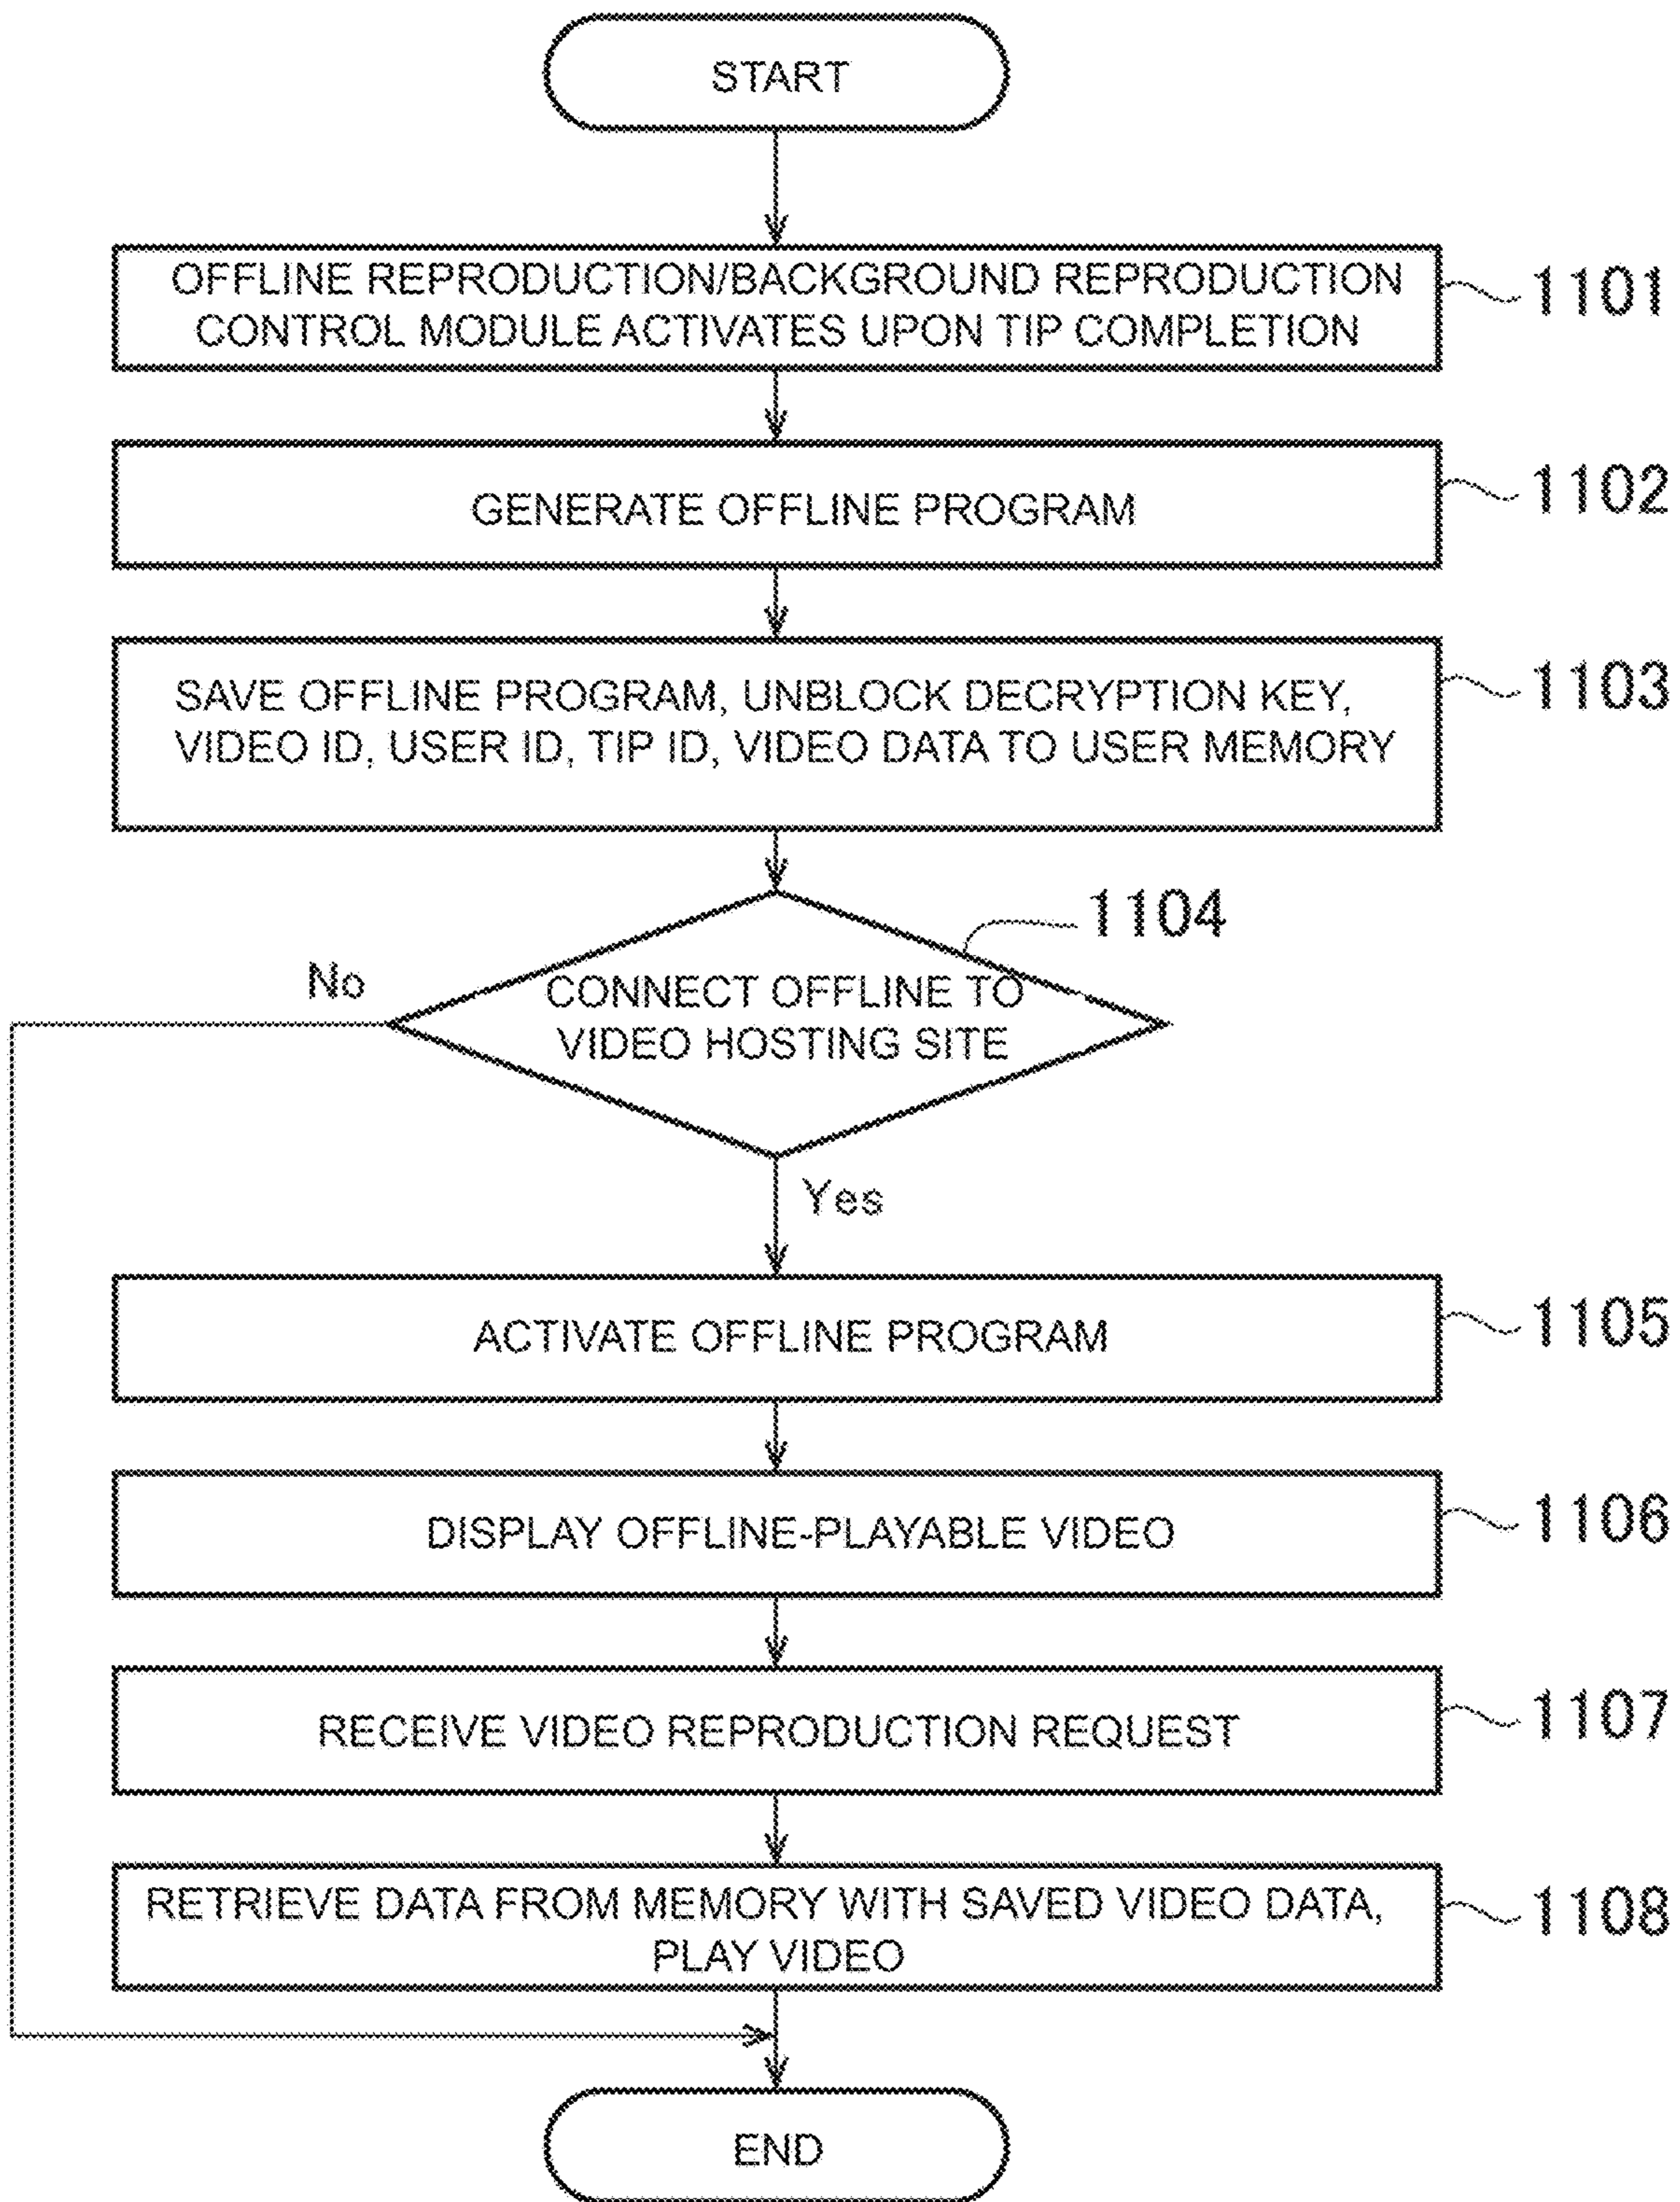 START
OFFLINE REPRODUCTION/BACKGROUND REPRODUCTION
CONTROL MODULE ACTIVATES UPON TIP COMPLETION
1101
GENERATE OFFLINE PROGRAM
1102
SAVE OFFLINE PROGRAM, UNBLOCK DECRYPTION KEY,
VIDEO ID, USER ID, TIP ID, VIDEO DATA TO USER MEMORY
1103
1104
No
CONNECT OFFLINE TO
VIDEO HOSTING SITE
Yes
ACTIVATE OFFLINE PROGRAM
1105
DISPLAY OFFLINE-PLAYABLE VIDEO
1106
RECEIVE VIDEO REPRODUCTION REQUEST
1107
RETRIEVE DATA FROM MEMORY WITH SAVED VIDEO DATA,
PLAY VIDEO
1108
END